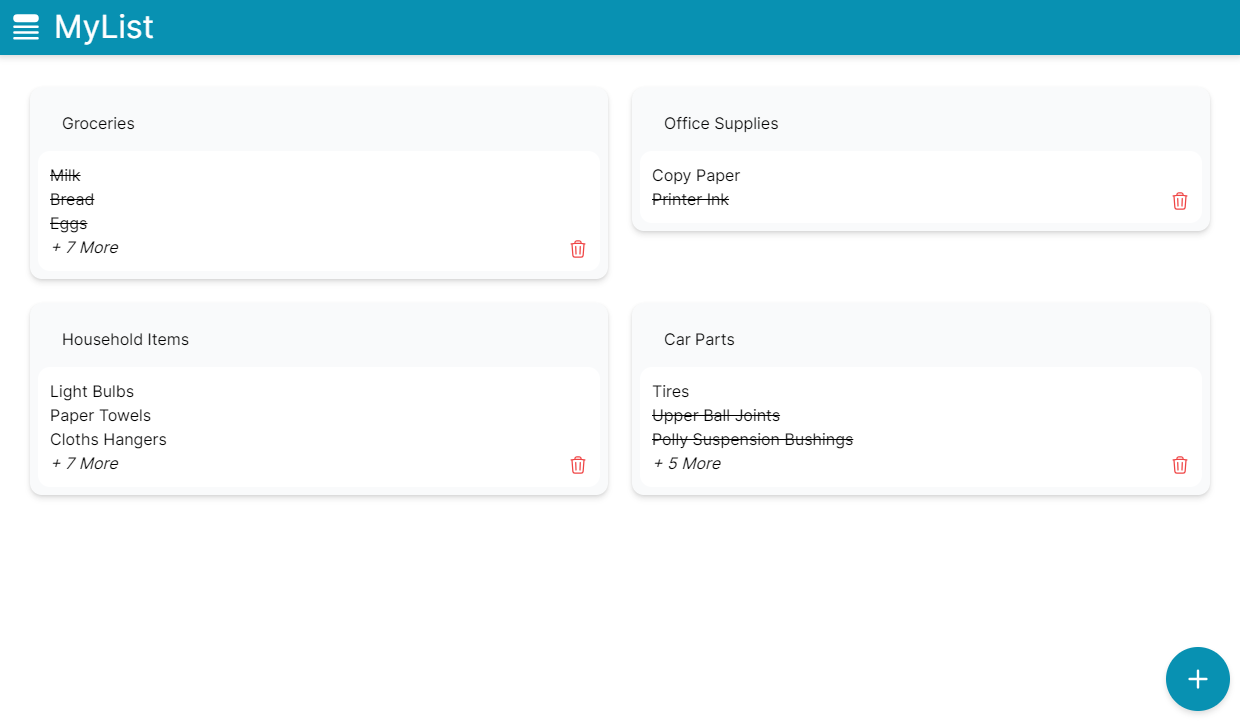 MyList
Groceries
Milk
Bread
Eggs
+ 7 More
Office Supplies
Copy Paper
Printer Ink
Household Items
Light Bulbs
Paper Towels
Cloths Hangers
+ 7 More
Car Parts
Tires
Upper Ball Joints
Polly Suspension Bushings
+ 5 More